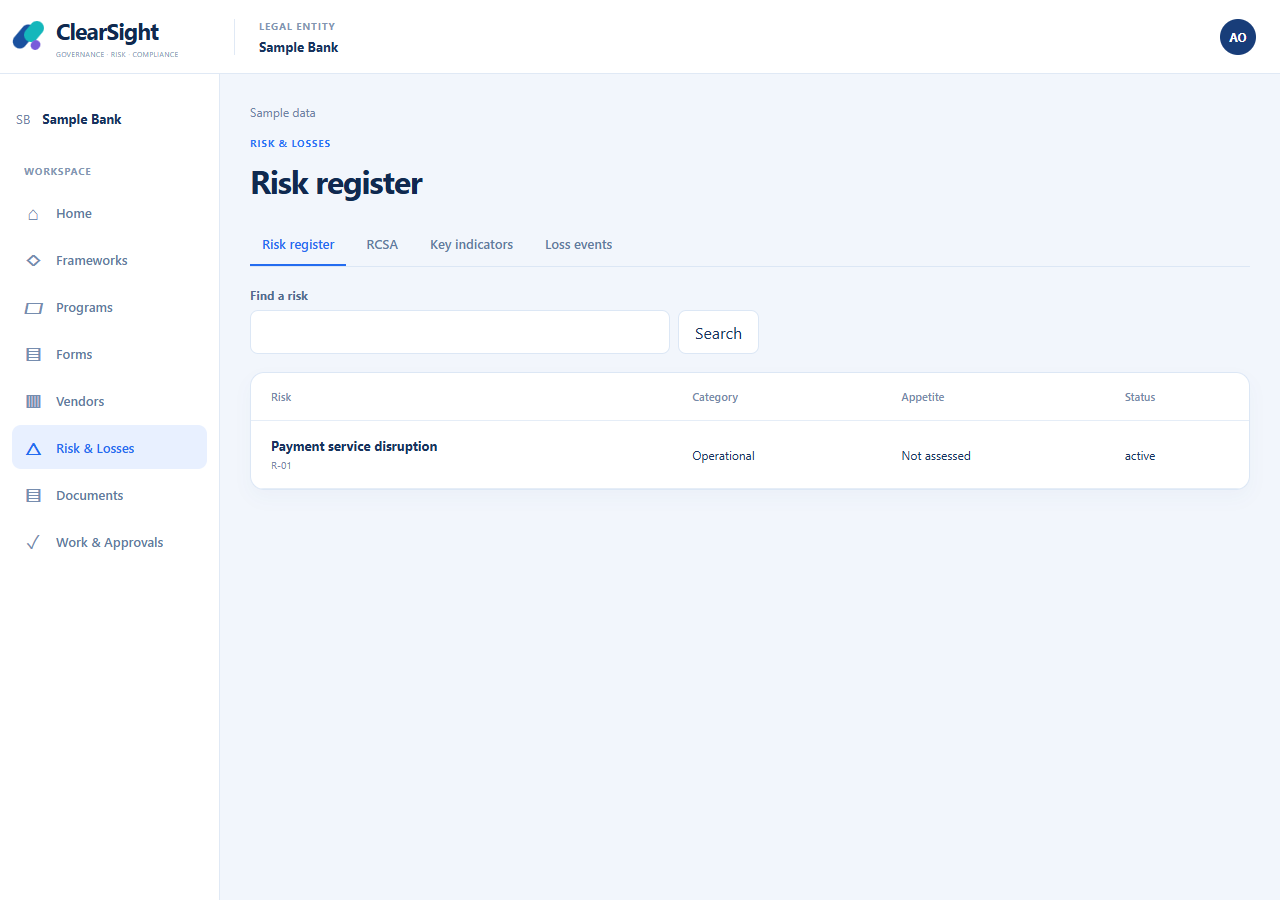 ClearSight
GOVERNANCE · RISK · COMPLIANCE
LEGAL ENTITY
Sample Bank
AO
SB Sample Bank
WORKSPACE
Home
Frameworks
Programs
Forms
Vendors
Risk & Losses
Documents
Work & Approvals
Sample data
RISK & LOSSES
Risk register
Risk register RCSA Key indicators Loss events
Find a risk
Search
Risk Category Appetite Status
Payment service disruption
R-01
Operational Not assessed active